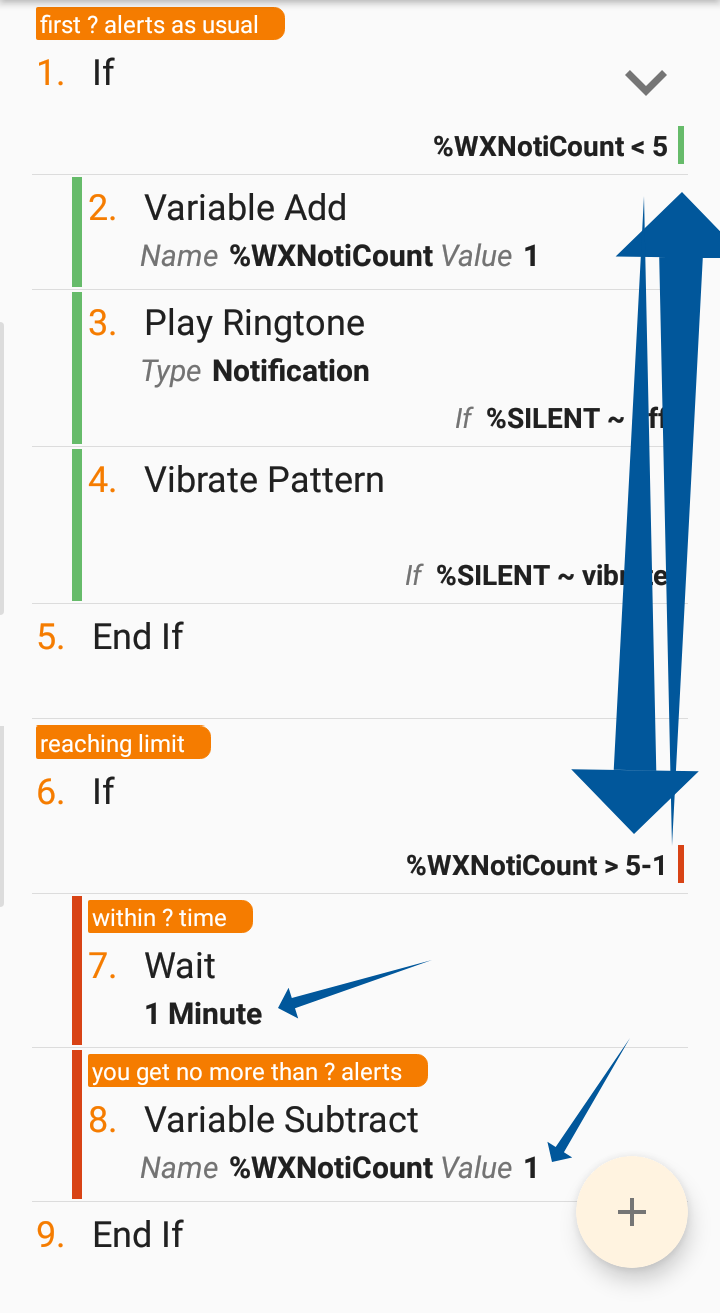 first ? alerts as usual
1. If
%WXNotiCount < 5
2. Variable Add
Name %WXNotiCount Value 1
3. Play Ringtone
Type Notification
If %SILENT ~
4. Vibrate Pattern
If %SILENT ~
5. End If
reaching limit
6. If
%WXNotiCount > 5-1
within ? time
7. Wait
1 Minute
you get no more than ? alerts
8. Variable Subtract
Name %WXNotiCount Value 1
9. End If
+